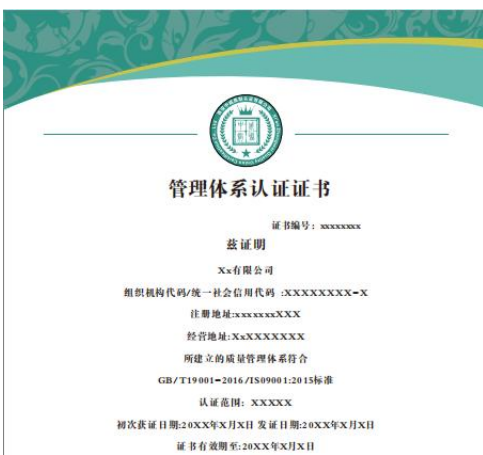 管理体系认证证书
证书编号：xxxxxxxx
兹证明
Xx有限公司
组织机构代码/统一社会信用代码 :XXXXXXXX-X
注册地址:xxxxxxxXXX
经营地址:XxXXXXXXX
所建立的质量管理体系符合
GB/T19001-2016/IS09001:2015标准
认证范围：XXXXX
初次获证日期:20XX年X月X日 发证日期:20XX年X月X日
证书有效期至:20XX年X月X日